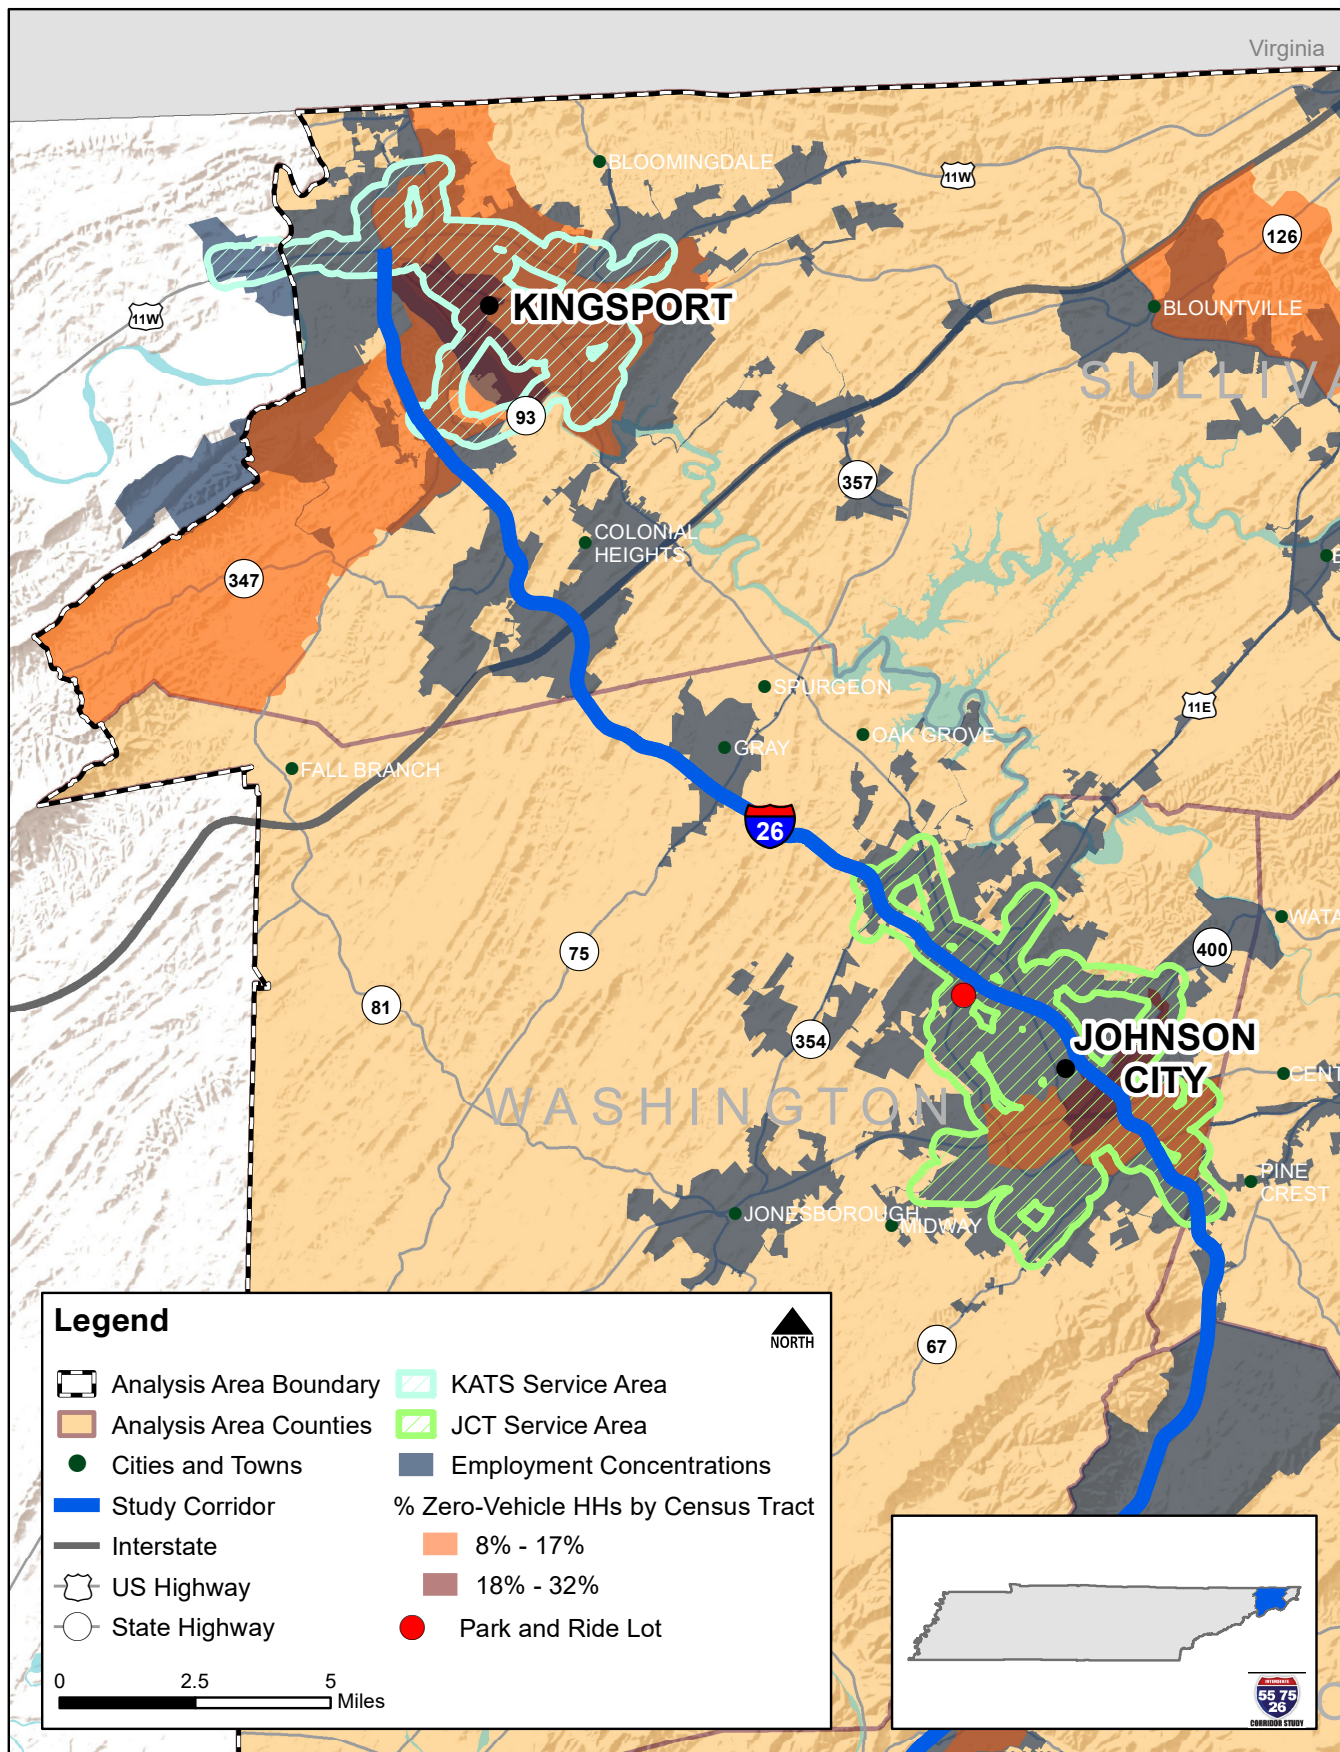 Virginia
BLOOMINGDALE
11W
126
KINGSPORT
BLOUNTVILLE
11W
SULLIVA
93
357
COLONIAL
HEIGHTS
347
E
SPURGEON
11E
OAK GROVE
GRAY
FALL BRANCH
26
WATA
400
75
81
354
JOHNSON
CITY
CENT
WASHINGTON
PINE
CREST
JONESBOROUGH
MIDWAY
67
Legend
NORTH
Analysis Area Boundary
KATS Service Area
Analysis Area Counties
JCT Service Area
Cities and Towns
Employment Concentrations
Study Corridor
% Zero-Vehicle HHs by Census Tract
Interstate
8% - 17%
US Highway
18% - 32%
State Highway
Park and Ride Lot
0 2.5 5
Miles
INTERSTATE
55 75
26
CORRIDOR STUDY